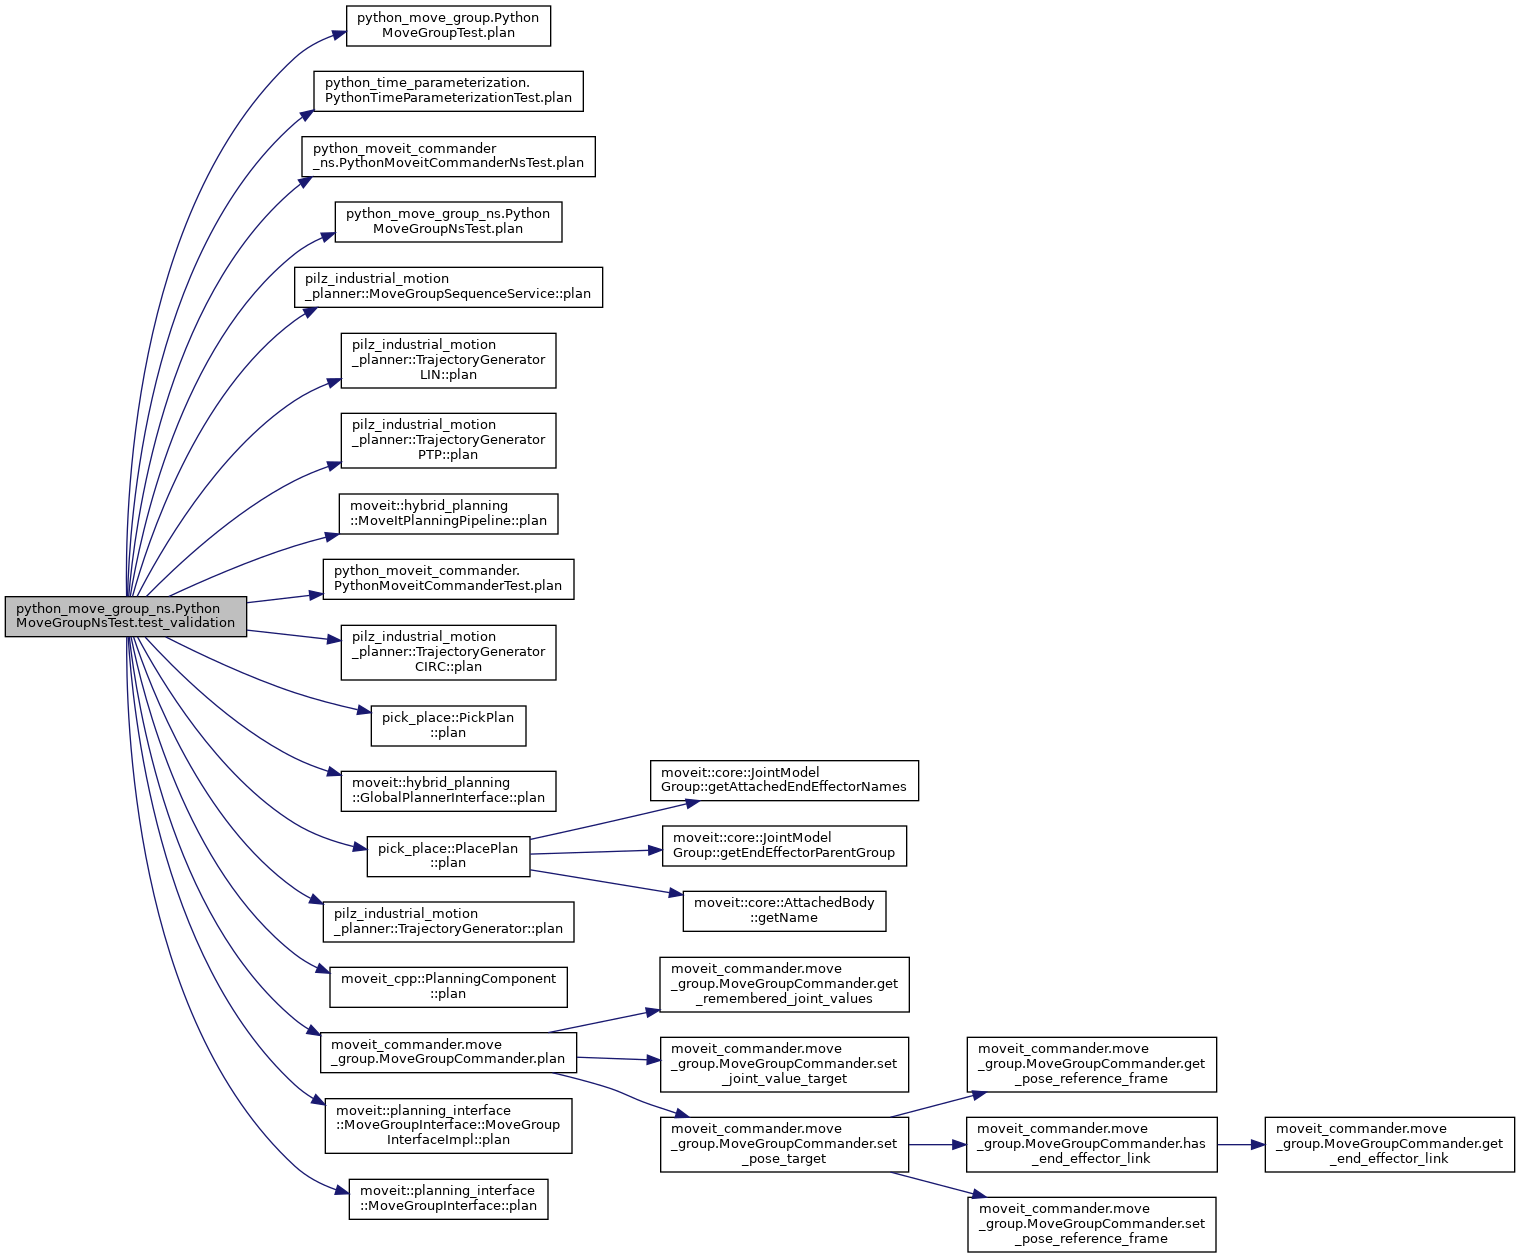 python_move_group.Python
MoveGroupTest.plan
python_time_parameterization.
PythonTimeParameterizationTest.plan
python_moveit_commander
_ns.PythonMoveitCommanderNsTest.plan
python_move_group_ns.Python
MoveGroupNsTest.plan
pilz_industrial_motion
_planner::MoveGroupSequenceService::plan
pilz_industrial_motion
_planner::TrajectoryGenerator
LIN::plan
pilz_industrial_motion
_planner::TrajectoryGenerator
PTP::plan
moveit::hybrid_planning
::MoveItPlanningPipeline::plan
python_moveit_commander.
PythonMoveitCommanderTest.plan
python_move_group_ns.Python
MoveGroupNsTest.test_validation
pilz_industrial_motion
_planner::TrajectoryGenerator
CIRC::plan
pick_place::PickPlan
::plan
moveit::hybrid_planning
::GlobalPlannerInterface::plan
moveit::core::JointModel
Group::getAttachedEndEffectorNames
pick_place::PlacePlan
::plan
moveit::core::JointModel
Group::getEndEffectorParentGroup
moveit::core::AttachedBody
::getName
pilz_industrial_motion
_planner::TrajectoryGenerator::plan
moveit_cpp::PlanningComponent
::plan
moveit_commander.move
_group.MoveGroupCommander.get
_remembered_joint_values
moveit_commander.move
_group.MoveGroupCommander.plan
moveit_commander.move
_group.MoveGroupCommander.set
_joint_value_target
moveit_commander.move
_group.MoveGroupCommander.get
_pose_reference_frame
moveit::planning_interface
::MoveGroupInterface::MoveGroup
InterfaceImpl::plan
moveit_commander.move
_group.MoveGroupCommander.set
_pose_target
moveit_commander.move
_group.MoveGroupCommander.has
_end_effector_link
moveit_commander.move
_group.MoveGroupCommander.get
_end_effector_link
moveit::planning_interface
::MoveGroupInterface::plan
moveit_commander.move
_group.MoveGroupCommander.set
_pose_reference_frame